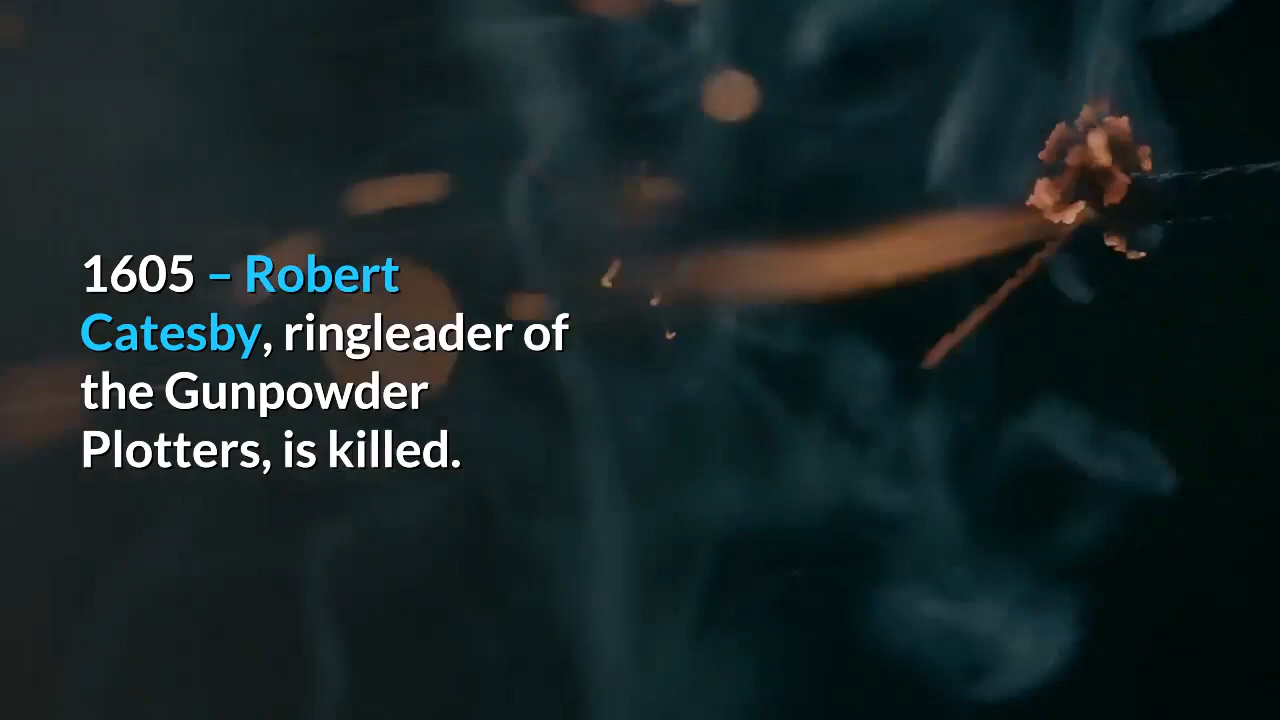 1605 – Robert
Catesby, ringleader of
the Gunpowder
Plotters, is killed.